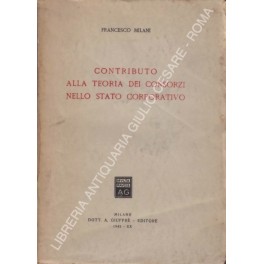 FRANCESCO MILANI
CONTRIBUTO
ALLA TEORIA DEI CONSORZI
NELLO STATO CORPORATIVO
AG
MILANO
DOTT. A. GIUFFRÈ - EDITORE
LIBRERIA ANTIQUARIA GIULIO CESARE - ROMA